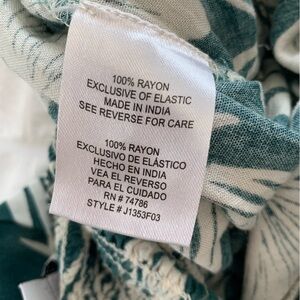 100% RAYON
EXCLUSIVE OF ELASTIC
MADE IN INDIA
SEE REVERSE FOR CARE
100% RAYON
EXCLUSIVO DE ELÁSTICO
HECHO EN INDIA
VEA EL REVERSO
PARA EL CUIDADO
RN # 74786
STYLE # J1353F03